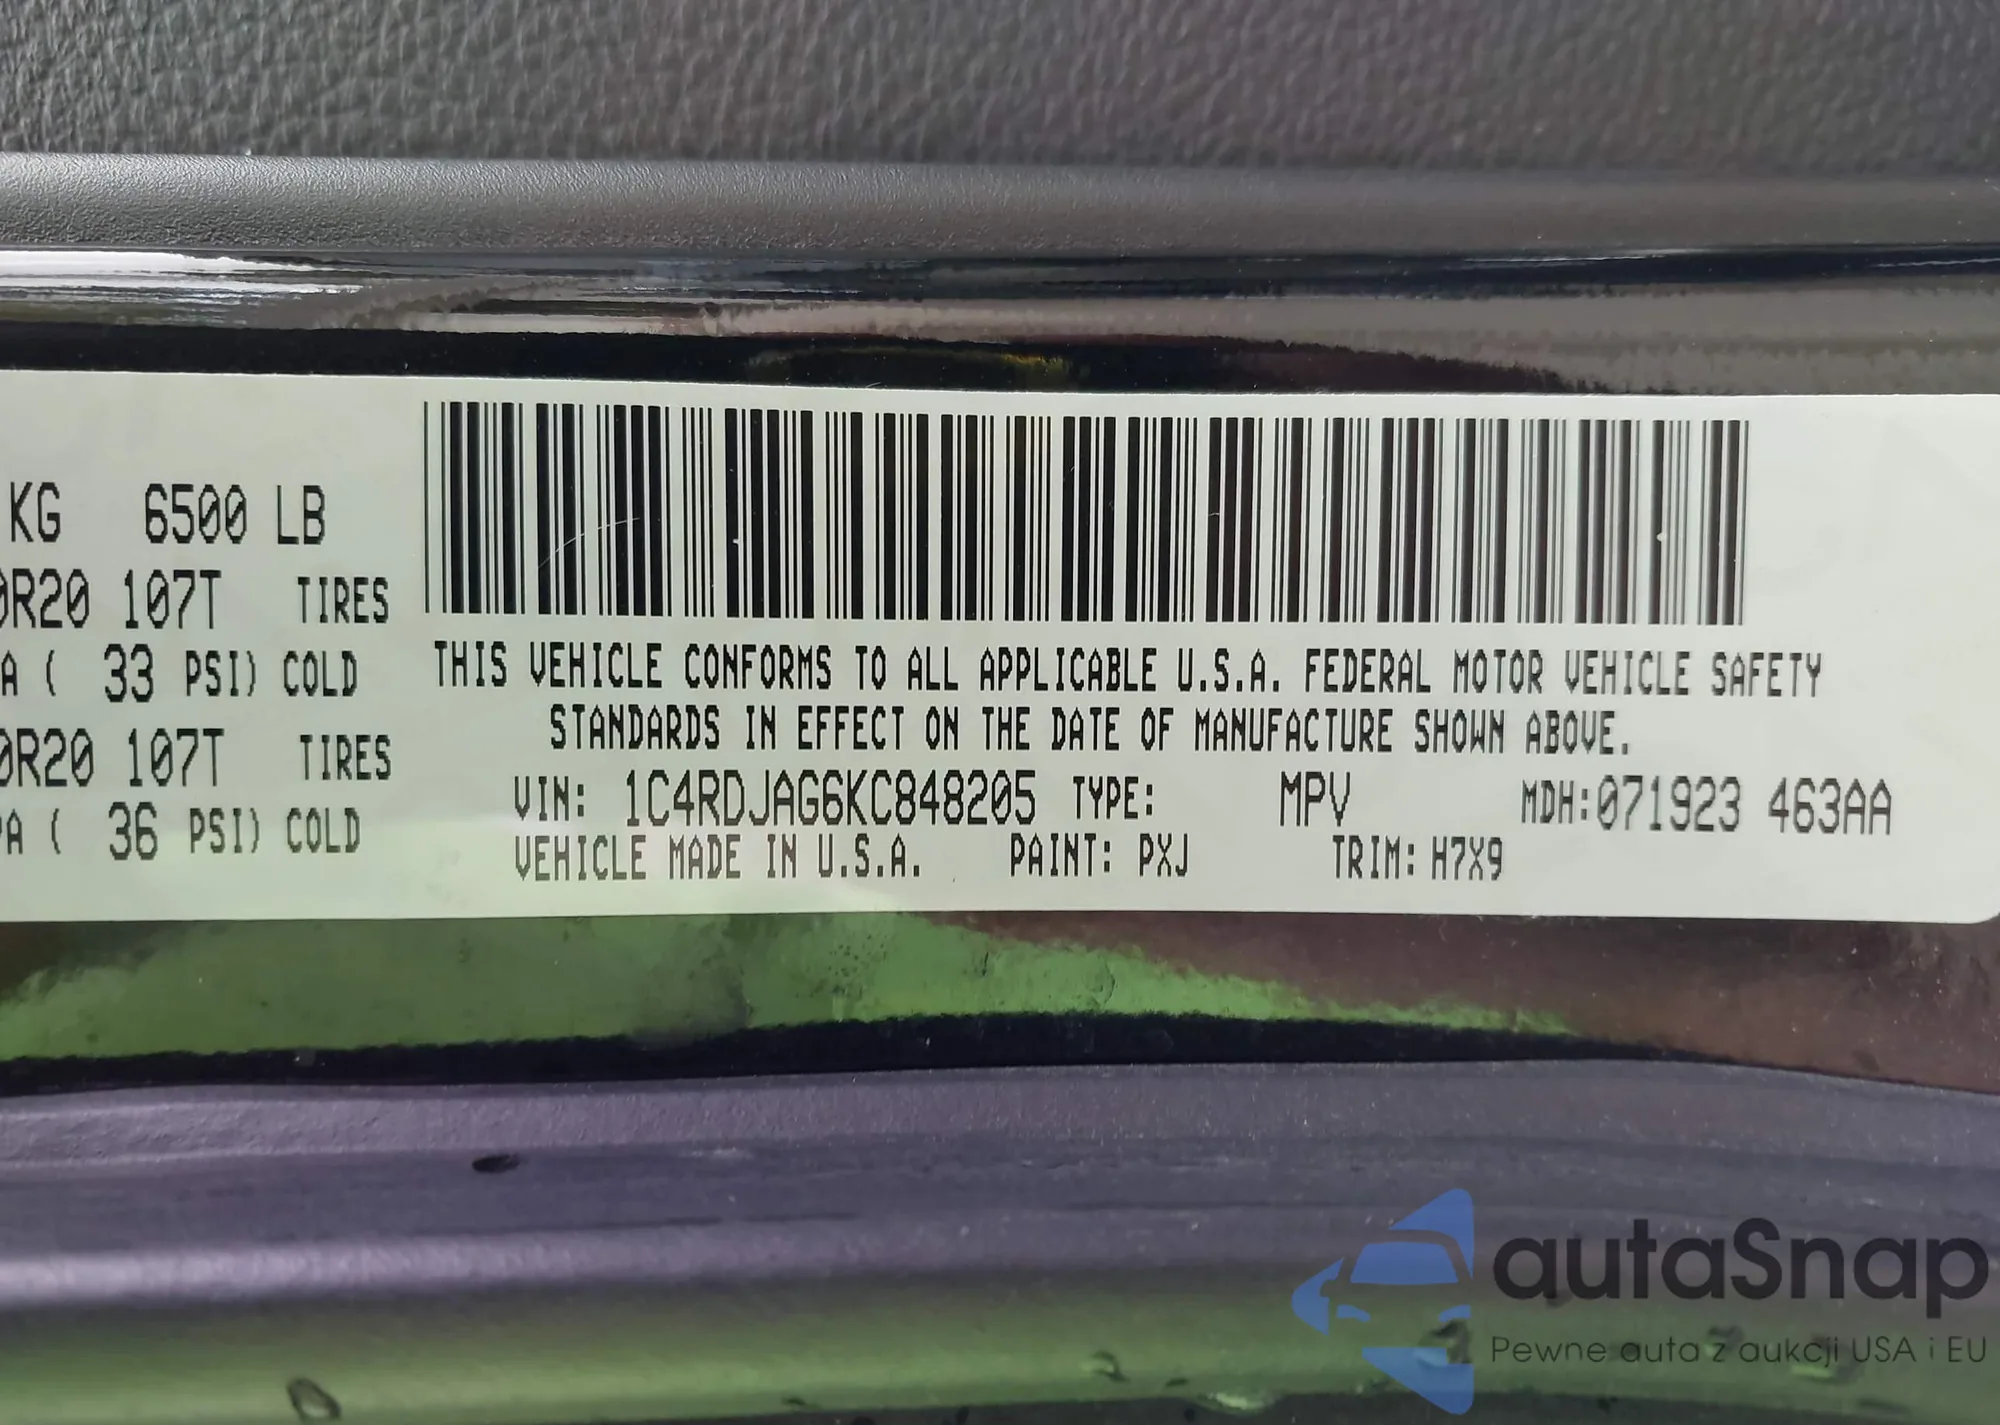 KG 6500 LB
0R20 107T TIRES
A ( 33 PSI) COLD
0R20 107T TIRES
PA ( 36 PSI) COLD
THIS VEHICLE CONFORMS TO ALL APPLICABLE U.S.A. FEDERAL MOTOR VEHICLE SAFETY
STANDARDS IN EFFECT ON THE DATE OF MANUFACTURE SHOWN ABOVE.
VIN: 1C4RDJAG6KC848205 TYPE: MPV MDH:071923 463AA
VEHICLE MADE IN U.S.A. PAINT: PXJ TRIM: H7X9
autaSnap
Pewne auta z aukcji USA i EU